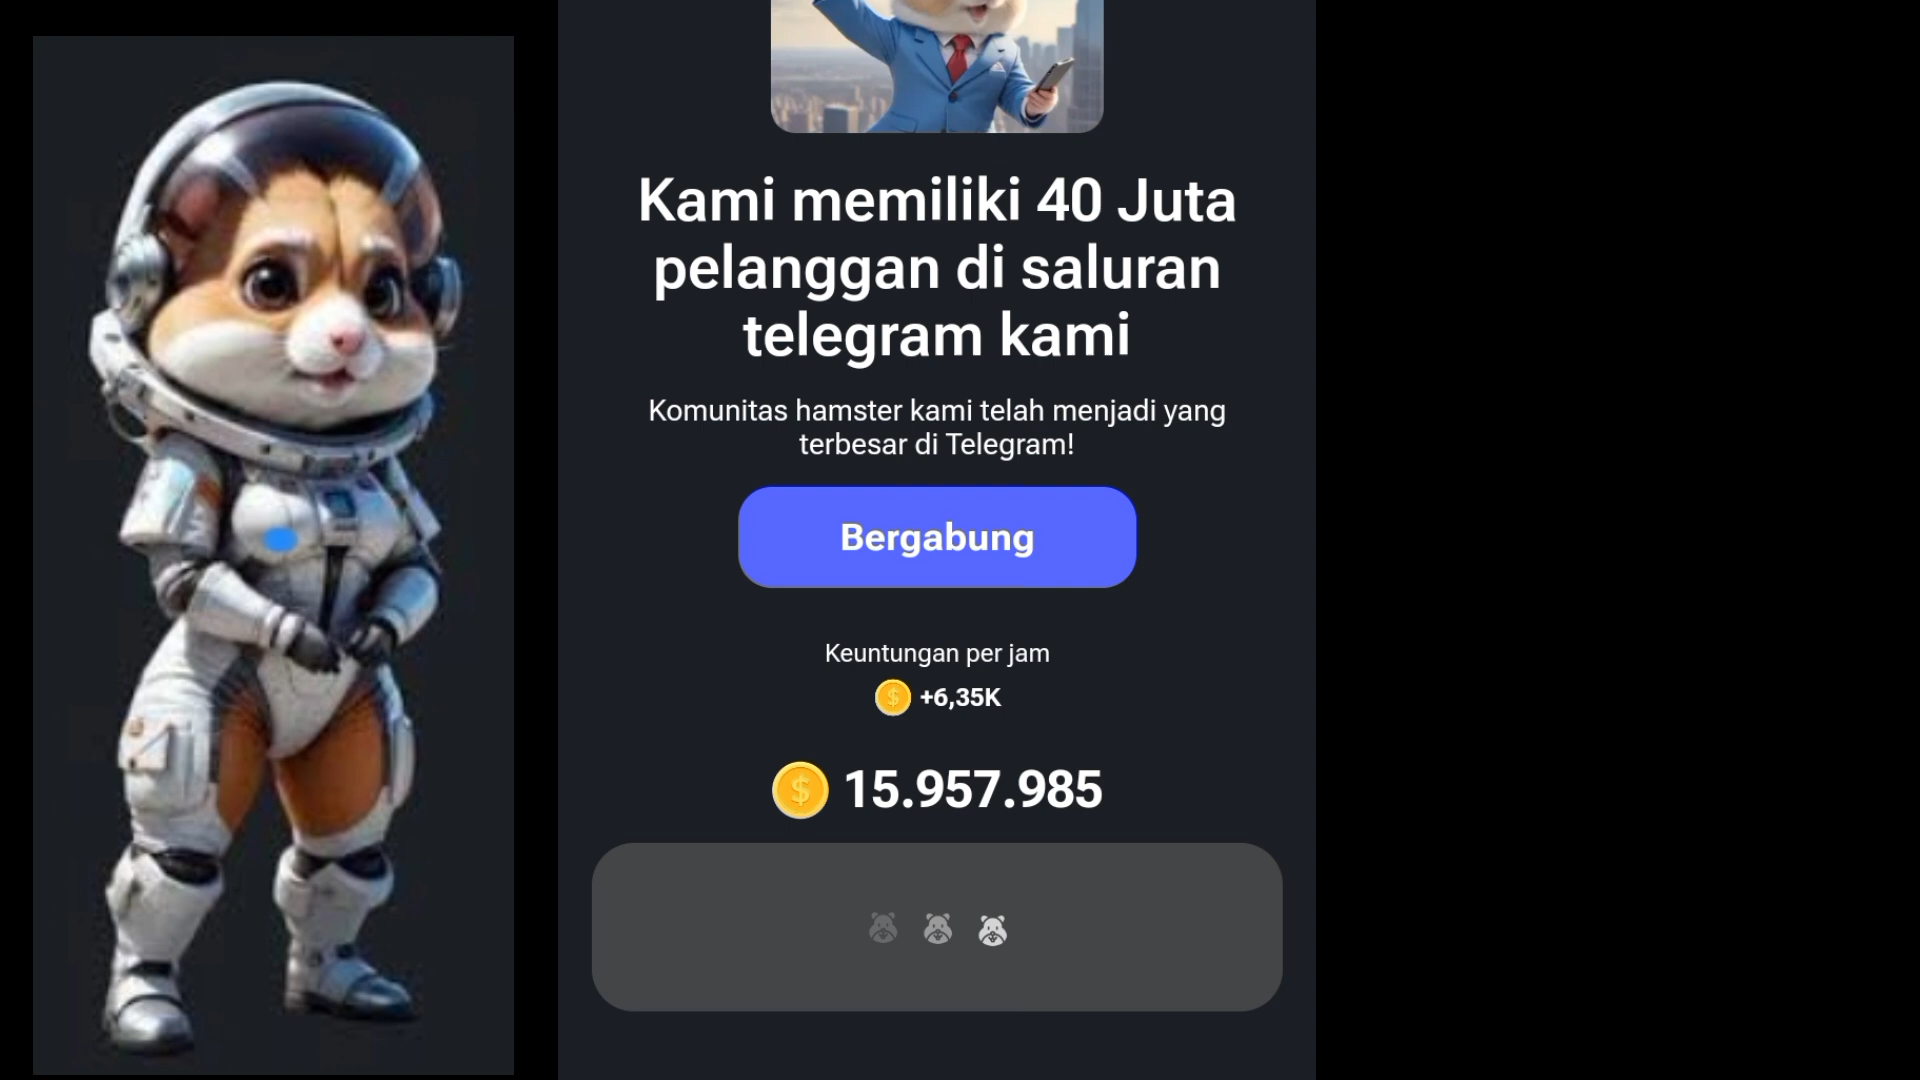 Kami memiliki 40 Juta
pelanggan di saluran
telegram kami
Komunitas hamster kami telah menjadi yang
terbesar di Telegram!
Bergabung
Keuntungan per jam
+6,35K
15.957.985